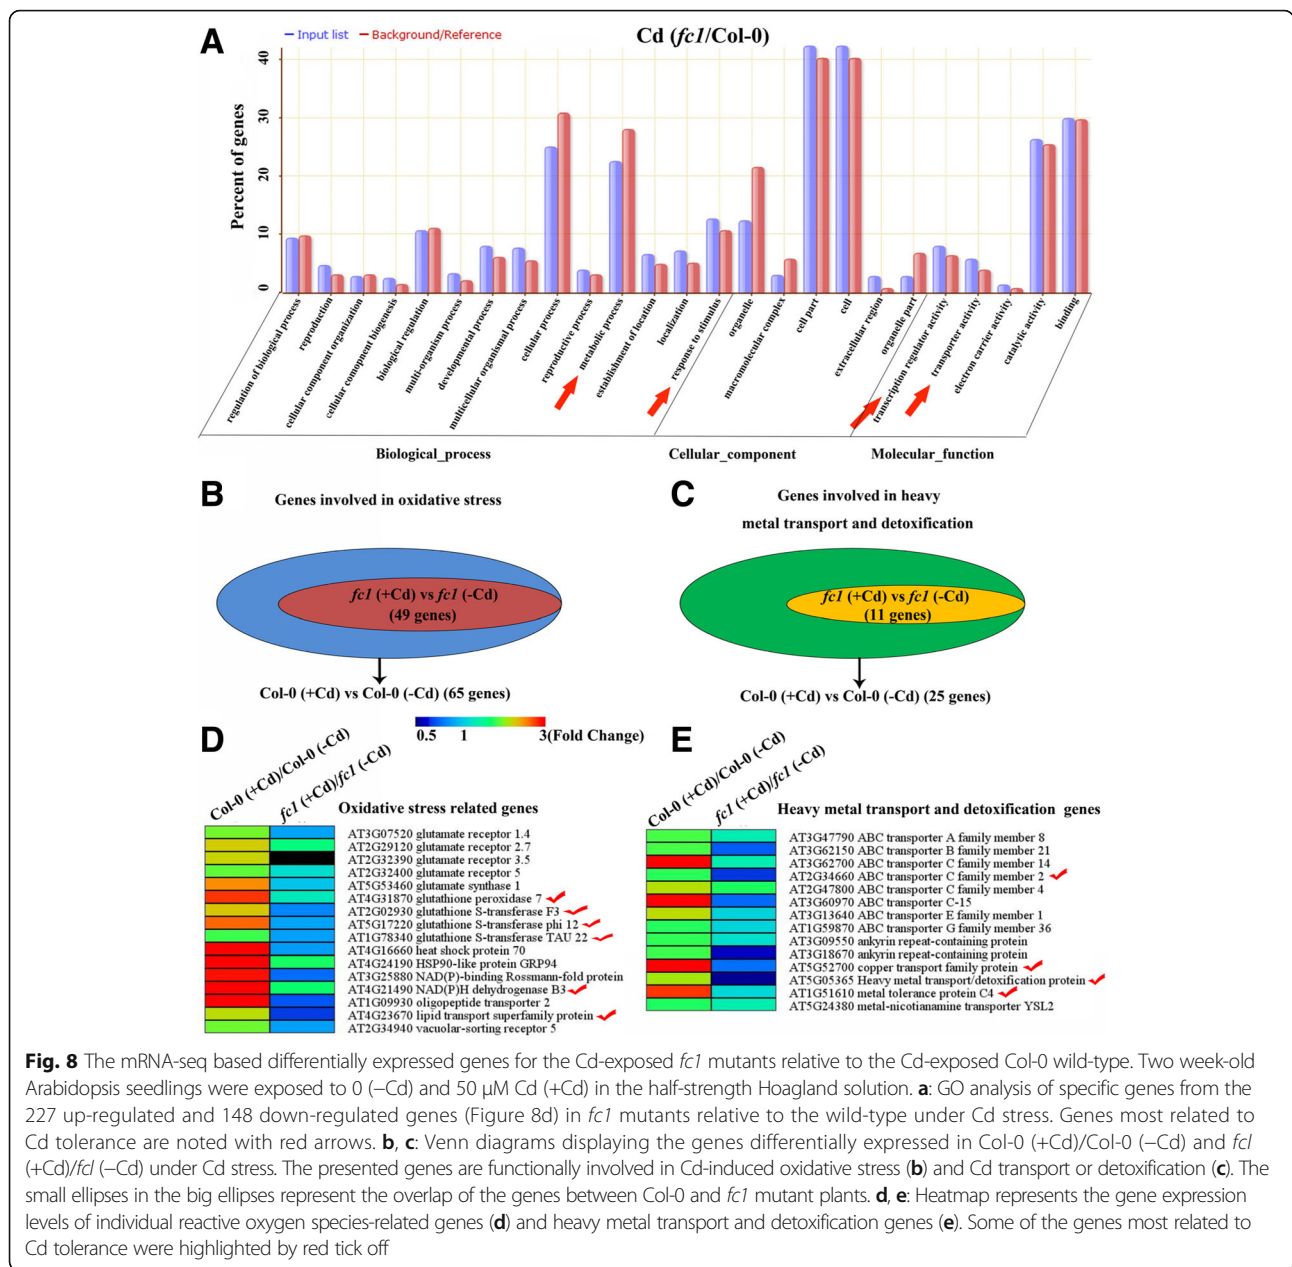 A
Input list
Background/Reference
Cd (fc1/Col-0)
Percent of genes
40
30
20
10
0
regulation of biological process
reproduction
cellular component organization
cellular comopnent biogenesis
biological regulation
multi-organism process
developmental process
multicellular organismal process
cellular process
reproductive process
metabolic process
establishment of location
localization
response to stimulus
organelle
macromolecular complex
cell part
cell
extracellular region
organelle part
transcription regulator activity
transporter activity
electron carrier activity
catalytic activity
binding
Biological_process
Cellular_component
Molecular_function
B
Genes involved in oxidative stress
fc1 (+Cd) vs fc1 (-Cd)
(49 genes)
Col-0 (+Cd) vs Col-0 (-Cd) (65 genes)
C
Genes involved in heavy
metal transport and detoxification
fc1 (+Cd) vs fc1 (-Cd)
(11 genes)
Col-0 (+Cd) vs Col-0 (-Cd) (25 genes)
0.5 1 3(Fold Change)
D
Col-0 (+Cd)/Col-0 (-Cd)
fc1 (+Cd)/fc1 (-Cd)
Oxidative stress related genes
AT3G07520 glutamate receptor 1.4
AT2G29120 glutamate receptor 2.7
AT2G32390 glutamate receptor 3.5
AT2G32400 glutamate receptor 5
AT5G53460 glutamate synthase 1
AT4G31870 glutathione peroxidase 7
AT2G02930 glutathione S-transferase F3
AT5G17220 glutathione S-transferase phi 12
AT1G78340 glutathione S-transferase TAU 22
AT4G16660 heat shock protein 70
AT4G24190 HSP90-like protein GRP94
AT3G25880 NAD(P)-binding Rossmann-fold protein
AT4G21490 NAD(P)H dehydrogenase B3
AT1G09930 oligopeptide transporter 2
AT4G23670 lipid transport superfamily protein
AT2G34940 vacuolar-sorting receptor 5
E
Col-0 (+Cd)/Col-0 (-Cd)
fc1 (+Cd)/fc1 (-Cd)
Heavy metal transport and detoxification genes
AT3G47790 ABC transporter A family member 8
AT3G62150 ABC transporter B family member 21
AT3G62700 ABC transporter C family member 14
AT2G34660 ABC transporter C family member 2
AT2G47800 ABC transporter C family member 4
AT3G60970 ABC transporter C-15
AT3G13640 ABC transporter E family member 1
AT1G59870 ABC transporter G family member 36
AT3G09550 ankyrin repeat-containing protein
AT3G18670 ankyrin repeat-containing protein
AT5G52700 copper transport family protein
AT5G05365 Heavy metal transport/detoxification protein
AT1G51610 metal tolerance protein C4
AT5G24380 metal-nicotianamine transporter YSL2
Fig. 8 The mRNA-seq based differentially expressed genes for the Cd-exposed fc1 mutants relative to the Cd-exposed Col-0 wild-type. Two week-old
Arabidopsis seedlings were exposed to 0 (−Cd) and 50 μM Cd (+Cd) in the half-strength Hoagland solution. a: GO analysis of specific genes from the
227 up-regulated and 148 down-regulated genes (Figure 8d) in fc1 mutants relative to the wild-type under Cd stress. Genes most related to
Cd tolerance are noted with red arrows. b, c: Venn diagrams displaying the genes differentially expressed in Col-0 (+Cd)/Col-0 (−Cd) and fcl
(+Cd)/fcl (−Cd) under Cd stress. The presented genes are functionally involved in Cd-induced oxidative stress (b) and Cd transport or detoxification (c). The
small ellipses in the big ellipses represent the overlap of the genes between Col-0 and fc1 mutant plants. d, e: Heatmap represents the gene expression
levels of individual reactive oxygen species-related genes (d) and heavy metal transport and detoxification genes (e). Some of the genes most related to
Cd tolerance were highlighted by red tick off